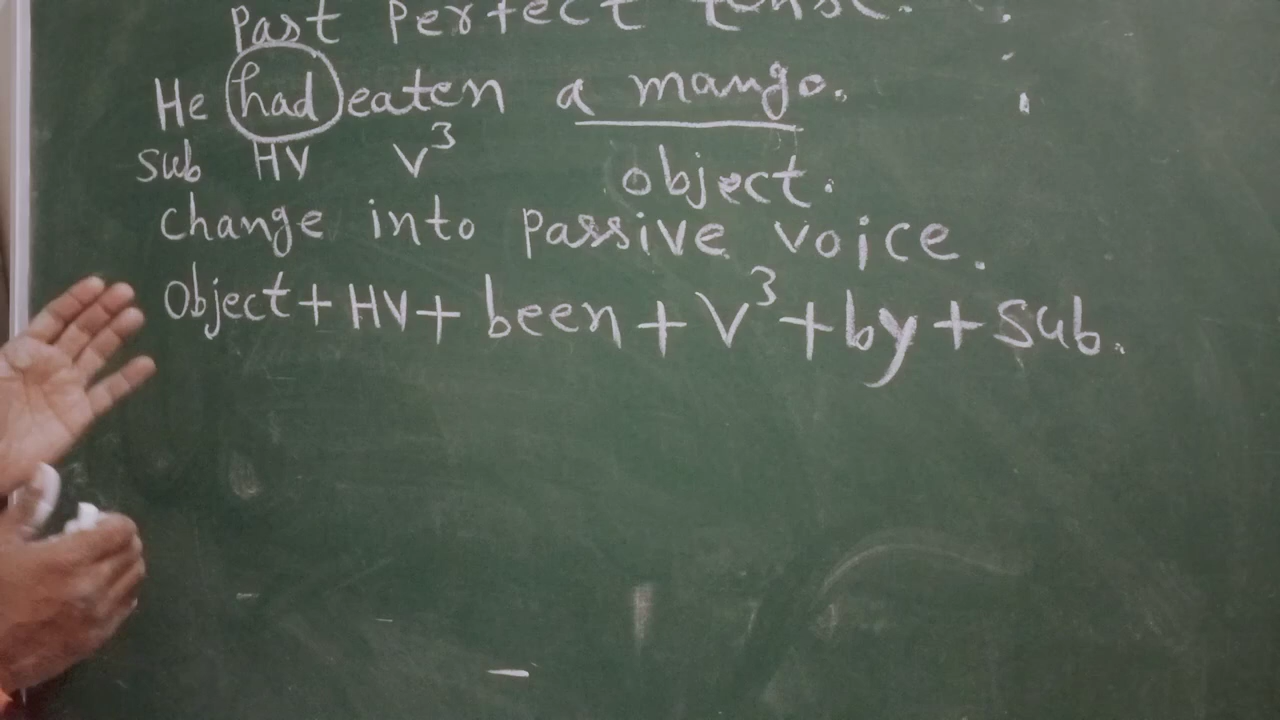 Past Perfect tense.
He had eaten a mango.
sub HV V³ object.
change into passive voice.
Object + HV + been + V³ + by + Sub.